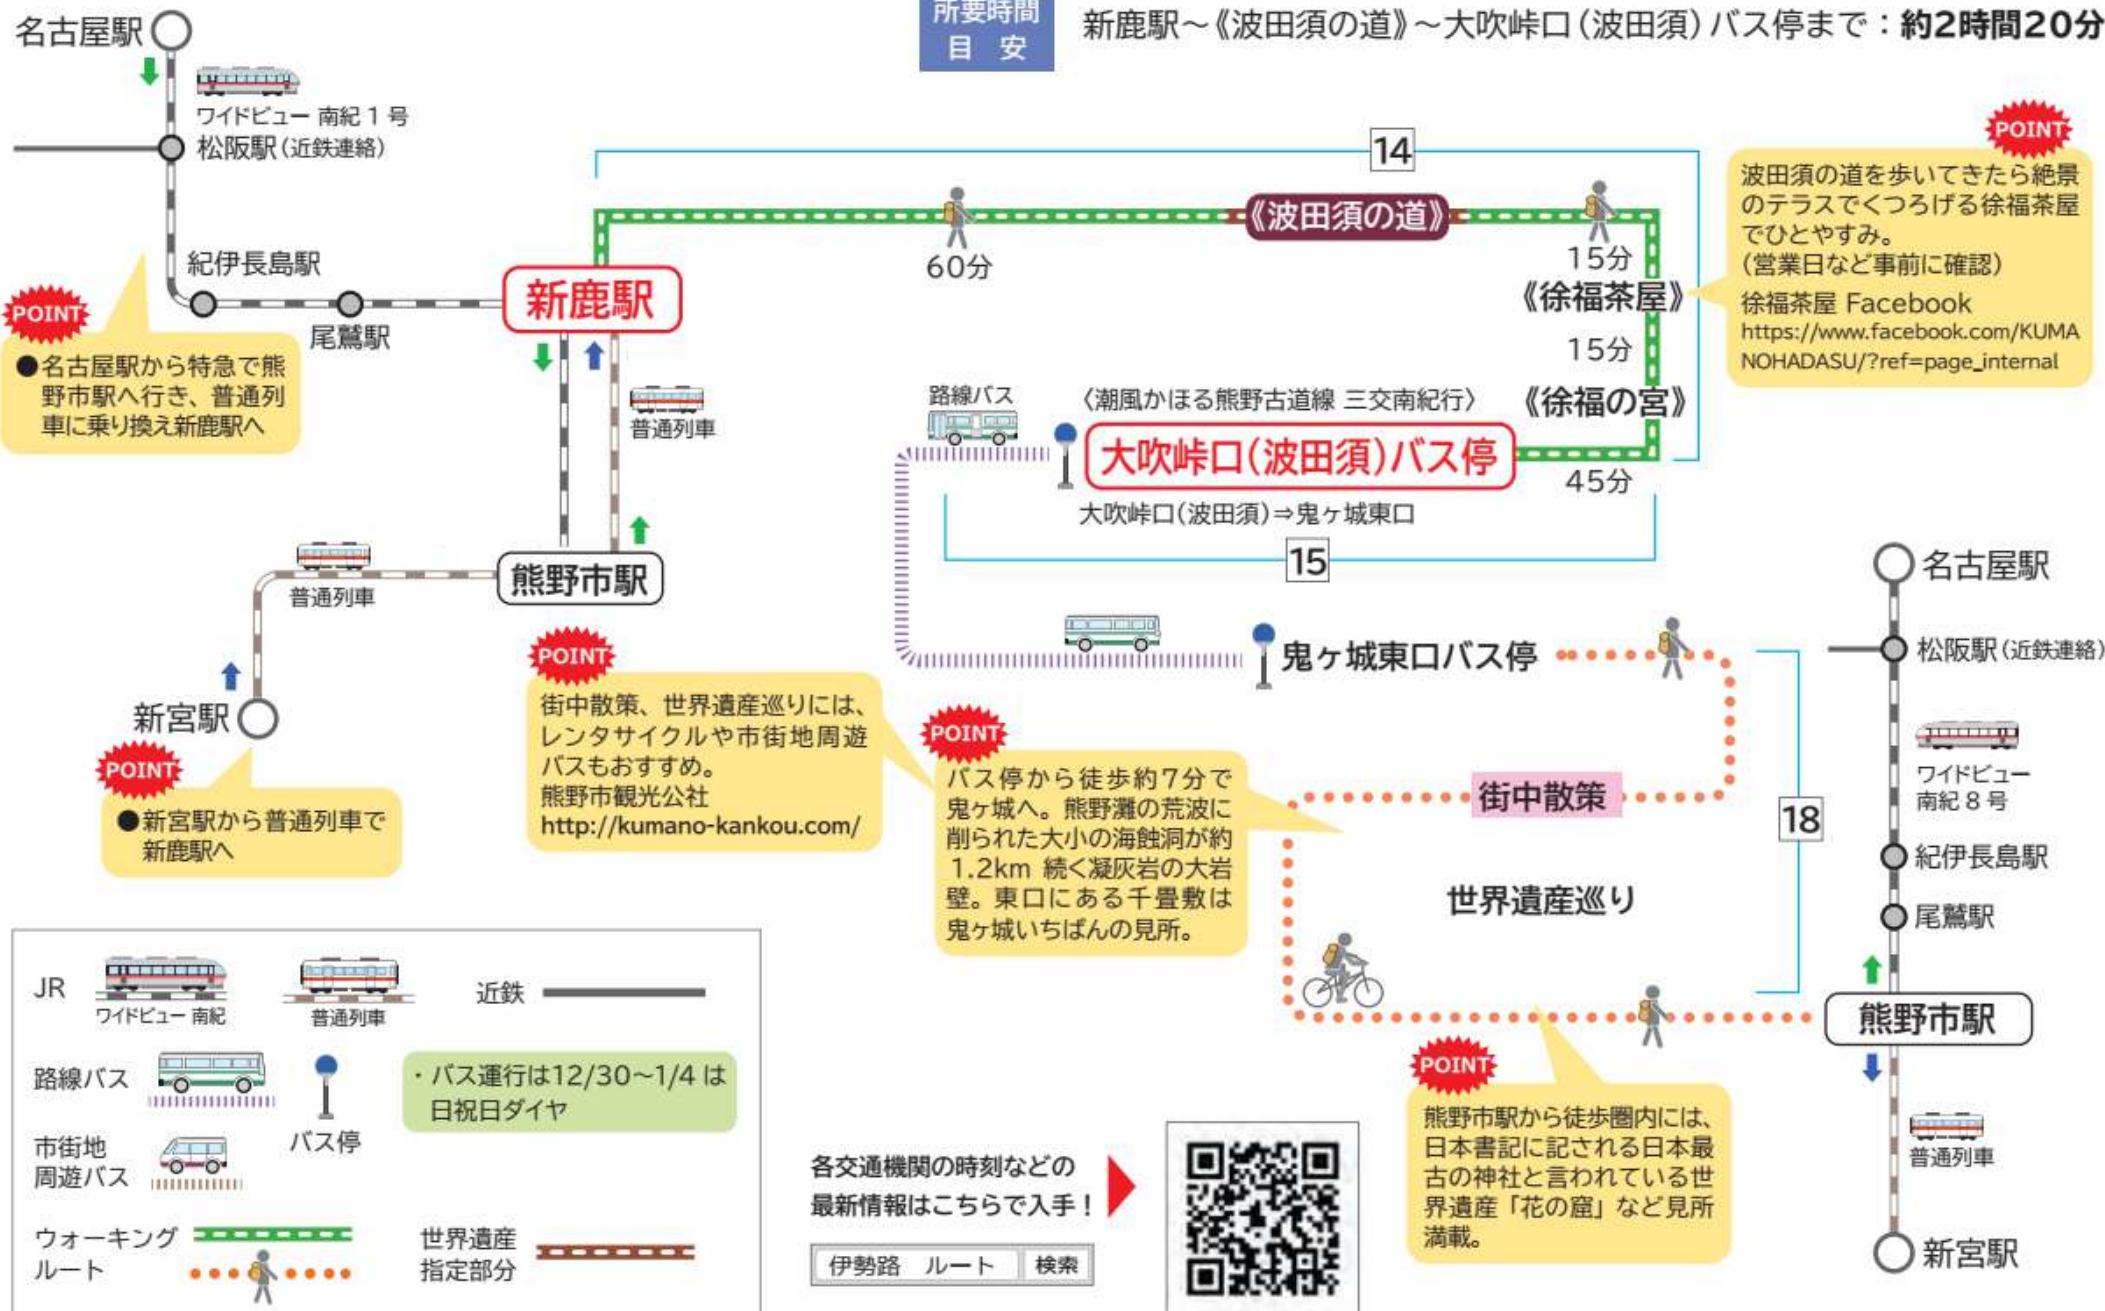 所要時間
目 安
新鹿駅～《波田須の道》～大吹峠口(波田須)バス停まで：約2時間20分
名古屋駅
ワイドビュー 南紀 1 号
松阪駅(近鉄連絡)
紀伊長島駅
尾鷲駅
新鹿駅
POINT
●名古屋駅から特急で熊
野市駅へ行き、普通列
車に乗り換え新鹿駅へ
普通列車
熊野市駅
普通列車
新宮駅
POINT
●新宮駅から普通列車で
新鹿駅へ
14
《波田須の道》
60分
15分
《徐福茶屋》
15分
《徐福の宮》
45分
POINT
波田須の道を歩いてきたら絶景
のテラスでくつろげる徐福茶屋
でひとやすみ。
(営業日など事前に確認)
徐福茶屋 Facebook
https://www.facebook.com/KUMA
NOHADASU/?ref=page_internal
路線バス
〈潮風かほる熊野古道線 三交南紀行〉
大吹峠口(波田須)バス停
大吹峠口(波田須)⇒鬼ヶ城東口
15
鬼ヶ城東口バス停
POINT
街中散策、世界遺産巡りには、
レンタサイクルや市街地周遊
バスもおすすめ。
熊野市観光公社
http://kumano-kankou.com/
POINT
バス停から徒歩約7分で
鬼ヶ城へ。熊野灘の荒波に
削られた大小の海蝕洞が約
1.2km 続く凝灰岩の大岩
壁。東口にある千畳敷は
鬼ヶ城いちばんの見所。
街中散策
世界遺産巡り
18
名古屋駅
松阪駅(近鉄連絡)
ワイドビュー
南紀 8 号
紀伊長島駅
尾鷲駅
熊野市駅
普通列車
新宮駅
POINT
熊野市駅から徒歩圏内には、
日本書記に記される日本最
古の神社と言われている世
界遺産「花の窟」など見所
満載。
JR
ワイドビュー 南紀
普通列車
近鉄
路線バス
バス停
・バス運行は12/30～1/4 は
日祝日ダイヤ
市街地
周遊バス
ウォーキング
ルート
世界遺産
指定部分
各交通機関の時刻などの
最新情報はこちらで入手！
伊勢路 ルート 検索